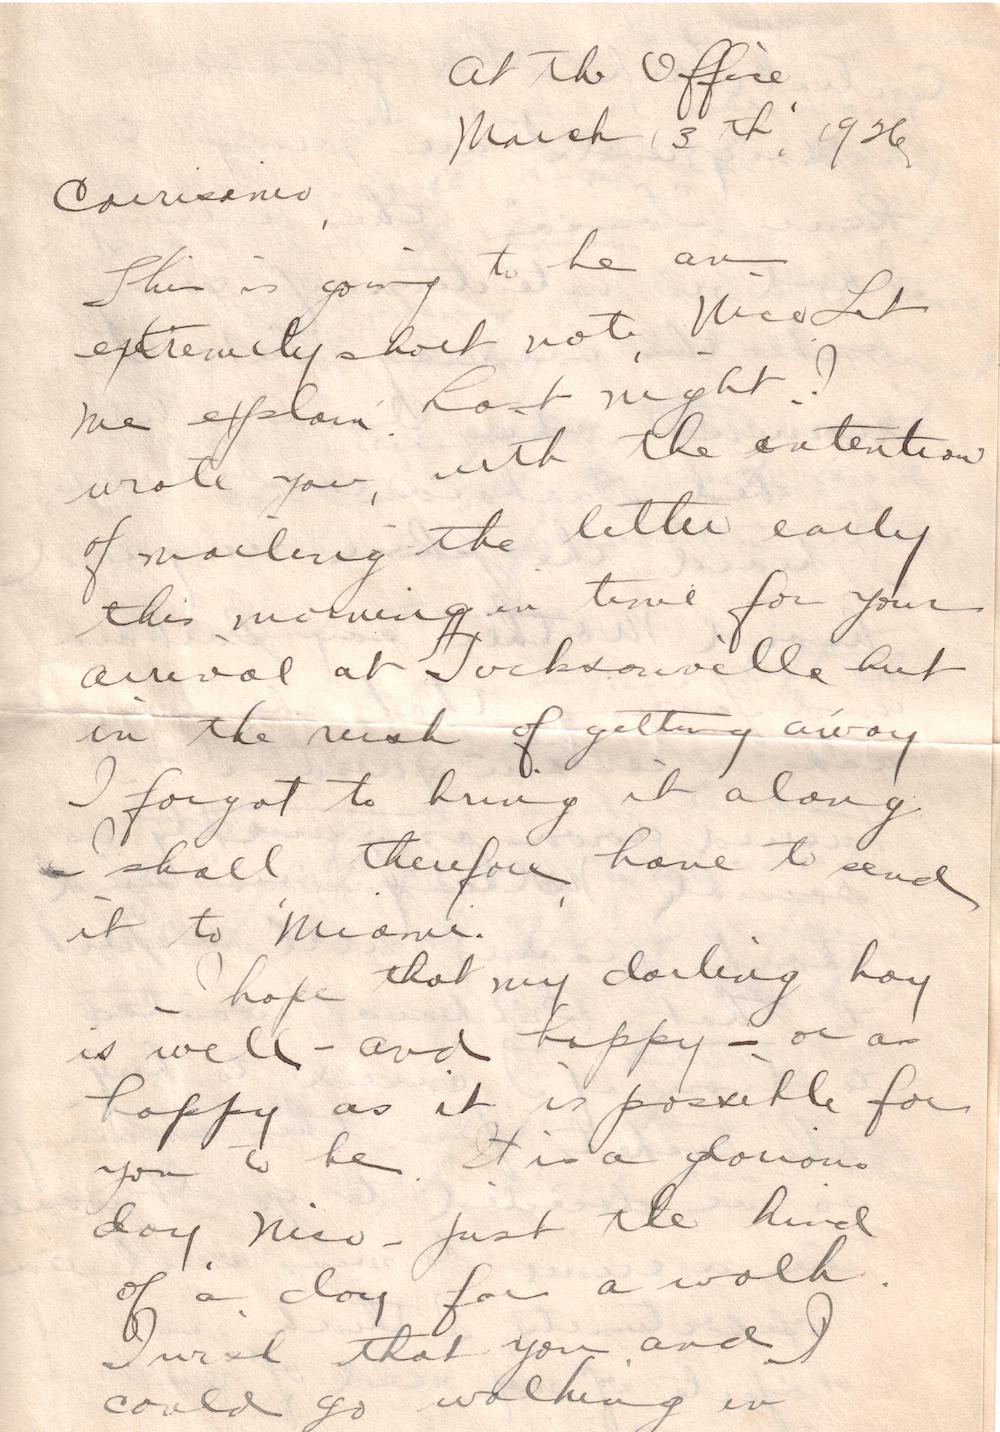 At the Office
March 13th, 1926,
Carrisimo,
This is going to be an
extremely short note, Nico. Let
me explain. Last night I
wrote you, with the intention
of mailing the letter early
this morning in time for your
arrival at Jacksonville but
in the rush of getting away
I forgot to bring it along
I shall therefore, have to send
it to Miami.
I hope that my darling boy
is well - and happy - or as
happy as it is possible for
you to be. It is a glorious
day Nico - just the kind
of a day for a walk.
I wish that you and I
could go walking in